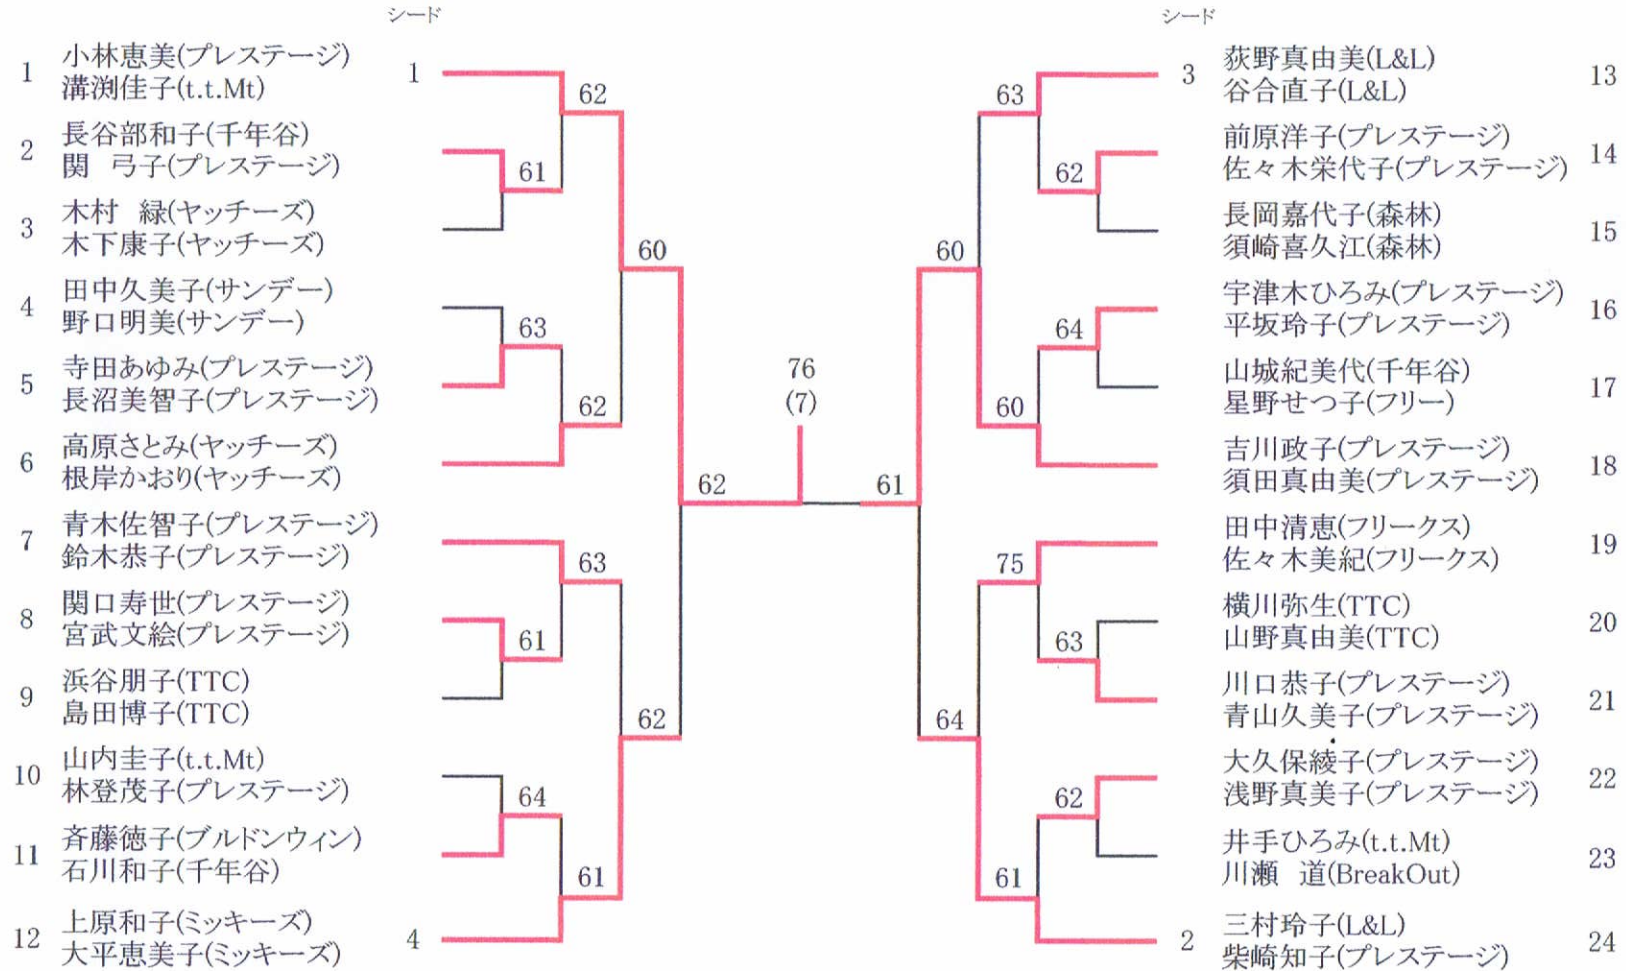 シード
1 小林恵美(プレステージ) 1
溝渕佳子(t.t.Mt)
62
2 長谷部和子(千年谷)
関 弓子(プレステージ)
61
3 木村 緑(ヤッチーズ)
木下康子(ヤッチーズ)
60
4 田中久美子(サンデー)
野口明美(サンデー)
63
5 寺田あゆみ(プレステージ)
長沼美智子(プレステージ)
62
6 高原さとみ(ヤッチーズ)
根岸かおり(ヤッチーズ)
62
7 青木佐智子(プレステージ)
鈴木恭子(プレステージ)
63
8 関口寿世(プレステージ)
宮武文絵(プレステージ)
61
9 浜谷朋子(TTC)
島田博子(TTC)
62
10 山内圭子(t.t.Mt)
林登茂子(プレステージ)
64
11 斉藤徳子(ブルドンウィン)
石川和子(千年谷)
61
12 上原和子(ミッキーズ) 4
大平恵美子(ミッキーズ)
76
(7)
シード
3 荻野真由美(L&L) 13
谷合直子(L&L)
63
前原洋子(プレステージ) 14
佐々木栄代子(プレステージ)
62
長岡嘉代子(森林) 15
須崎喜久江(森林)
60
宇津木ひろみ(プレステージ) 16
平坂玲子(プレステージ)
64
山城紀美代(千年谷) 17
星野せつ子(フリー)
60
吉川政子(プレステージ) 18
須田真由美(プレステージ)
61
田中清恵(フリークス) 19
佐々木美紀(フリークス)
75
横川弥生(TTC) 20
山野真由美(TTC)
63
川口恭子(プレステージ) 21
青山久美子(プレステージ)
64
大久保綾子(プレステージ) 22
浅野真美子(プレステージ)
62
井手ひろみ(t.t.Mt) 23
川瀬 道(BreakOut)
61
2 三村玲子(L&L) 24
柴崎知子(プレステージ)